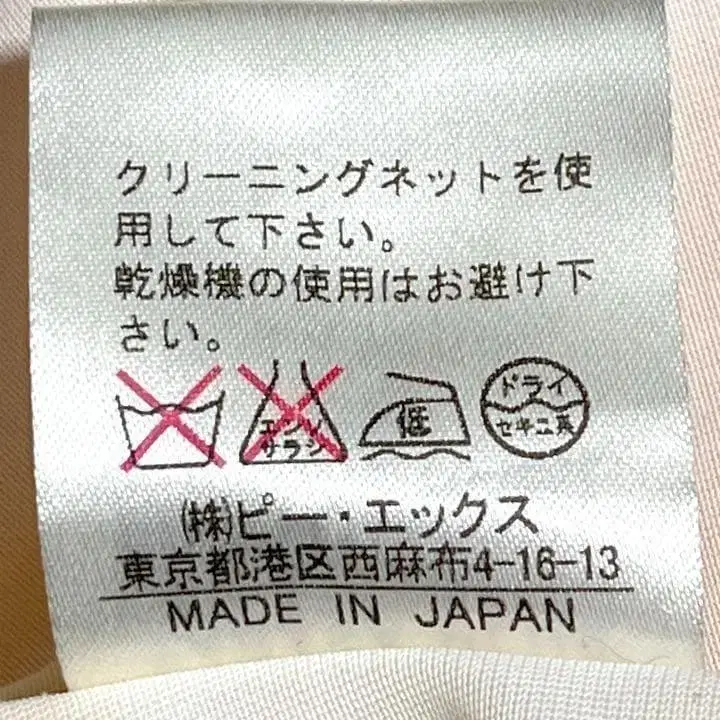 クリーニングネットを使
用して下さい。
乾燥機の使用はお避け下
さい。
エンソ
サラシ
低
ドライ
セキユ系
㈱ピー・エックス
東京都港区西麻布4-16-13
MADE IN JAPAN